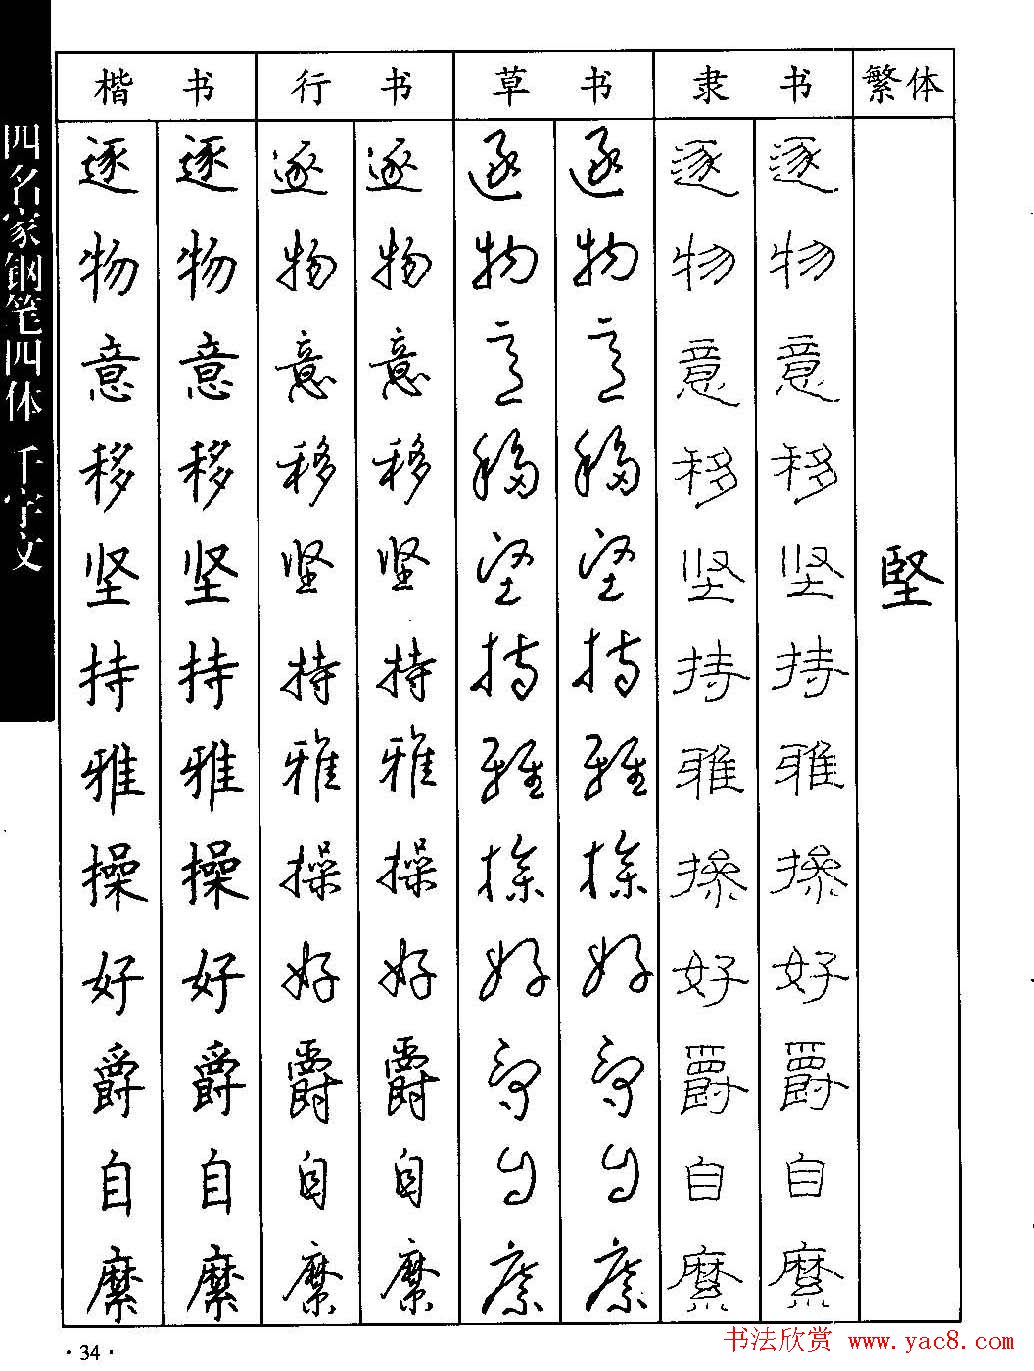 四名家钢笔四体 千字文
楷书 行书 草书 隶书 繁体
逐 逐 逐 逐 逐 逐 逐 逐
物 物 物 物 物 物 物 物
意 意 意 意 意 意 意 意
移 移 移 移 移 移 移 移
坚 坚 坚 坚 坚 坚 坚 坚 堅
持 持 持 持 持 持 持 持
雅 雅 雅 雅 雅 雅 雅 雅
操 操 操 操 操 操 操 操
好 好 好 好 好 好 好 好
爵 爵 爵 爵 爵 爵 爵 爵
自 自 自 自 自 自 自 自
縻 縻 縻 縻 縻 縻 縻 縻
·34·
书法欣赏 www.yac8.com